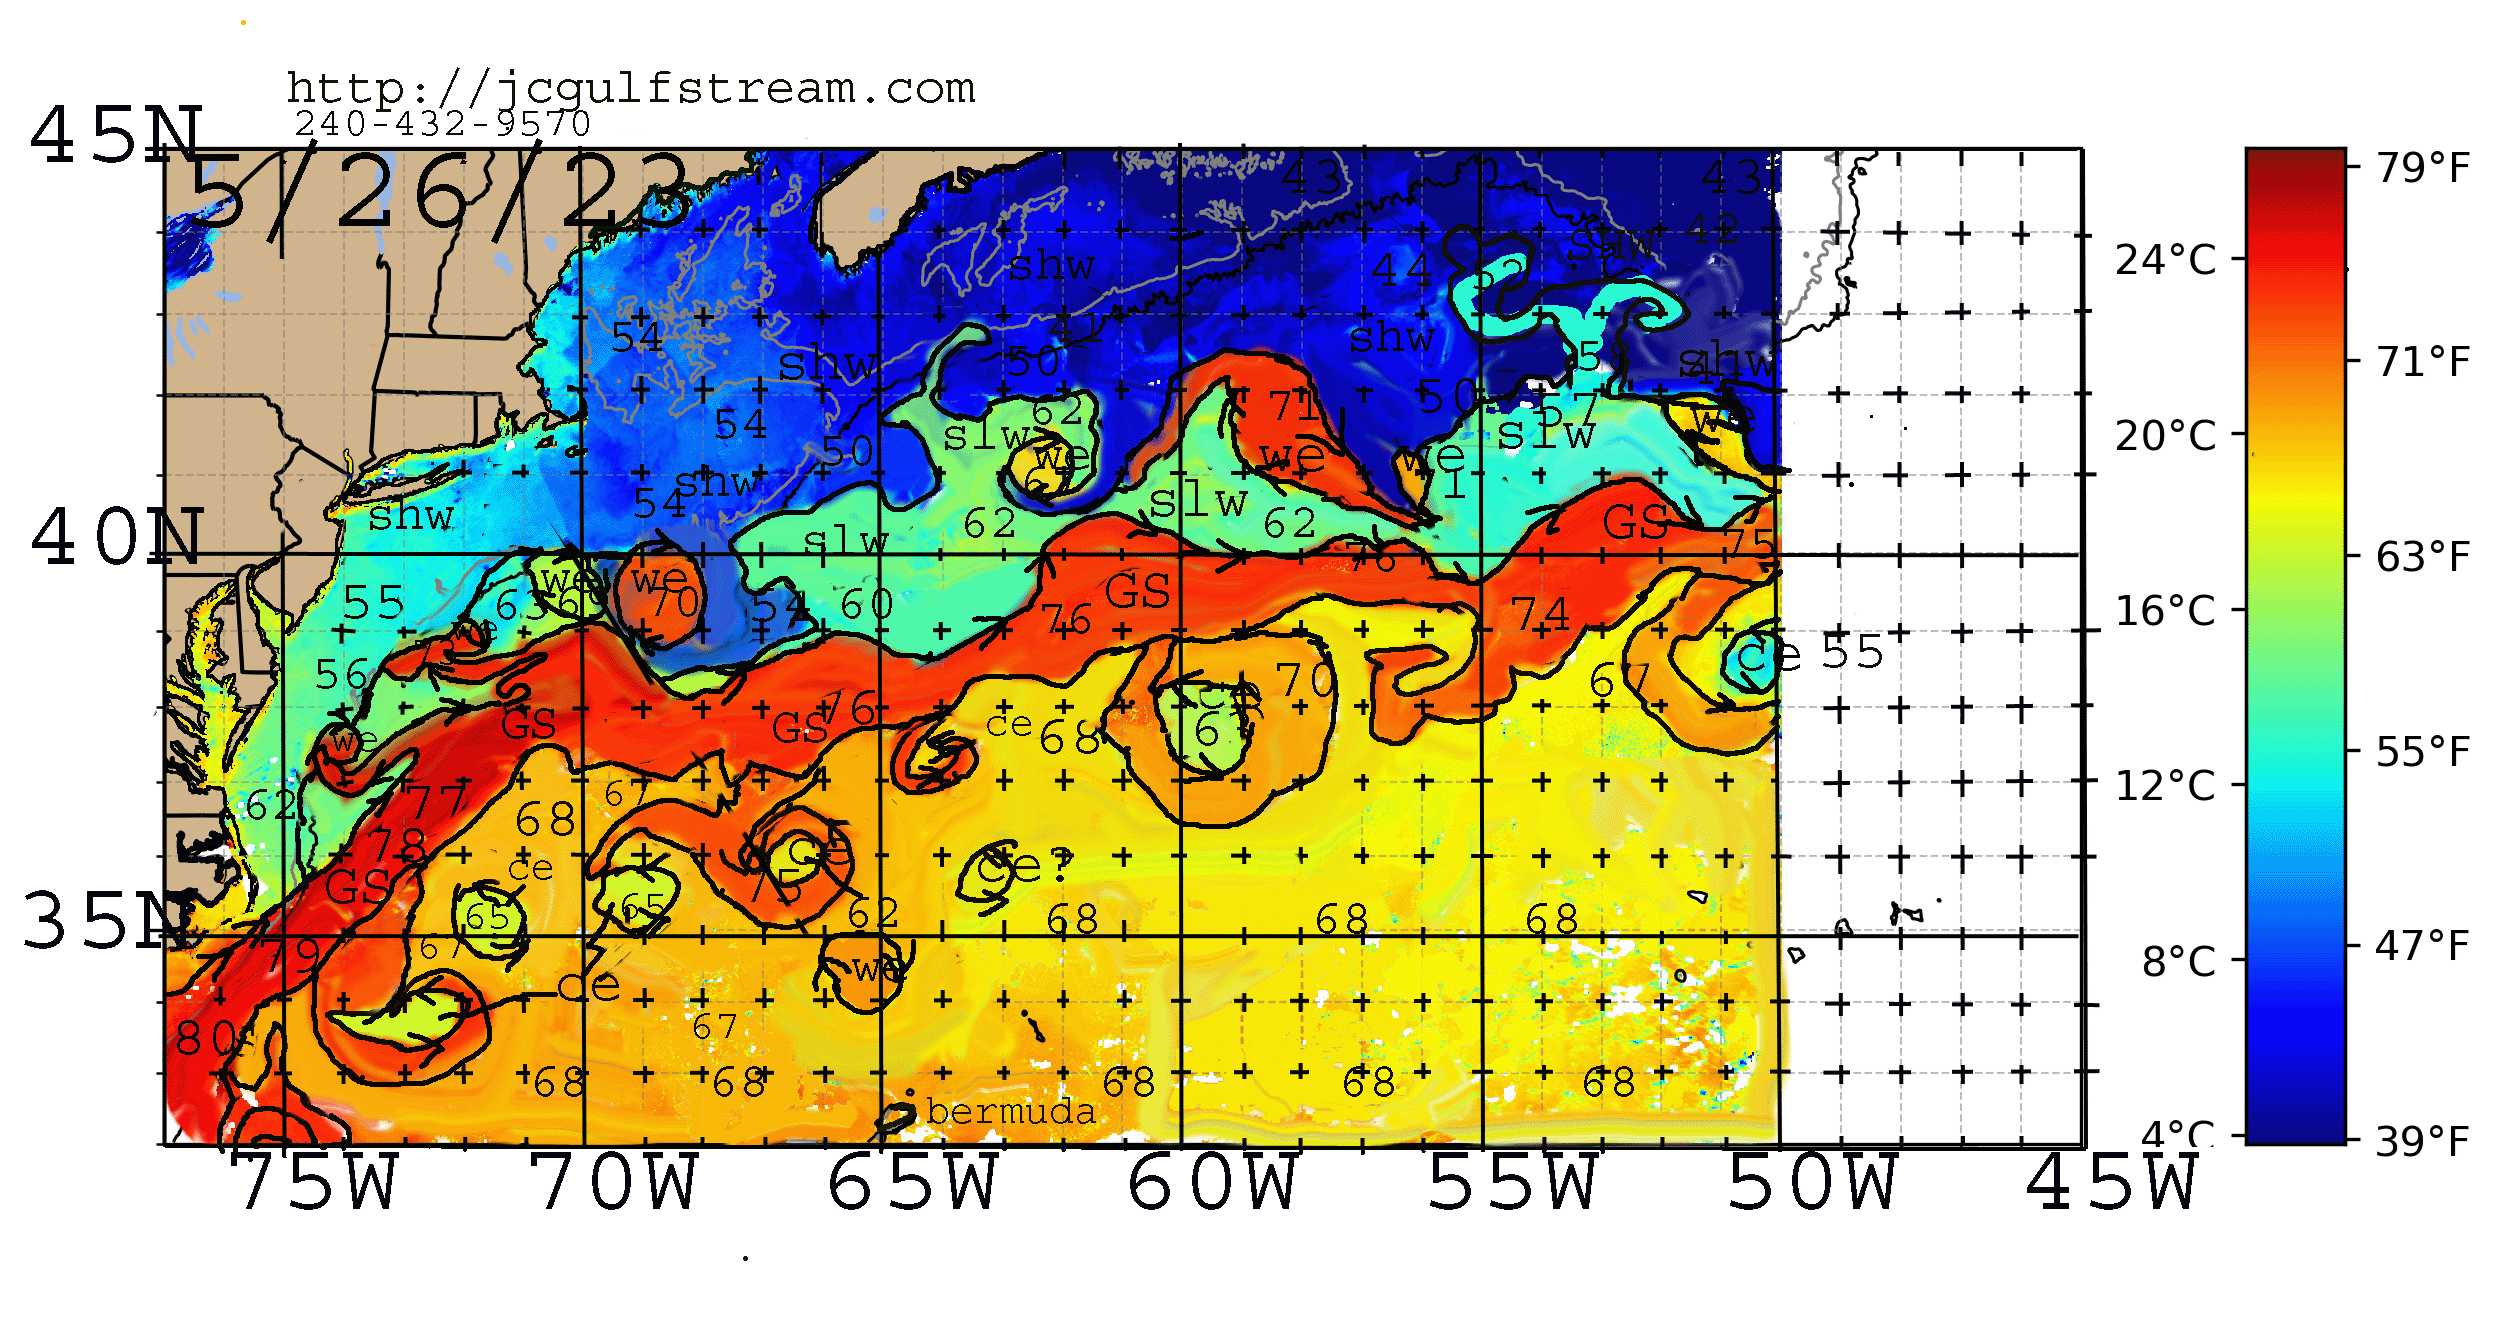 http://jcgulfstream.com
240-432-9570
45N
5/26/23
43
43
42
shw
shw
44
52
79°F
24°C
54
41
50
shw
shw
shw
71°F
62
71
50
57
we
slw
slw
54
50
20°C
we
we
we
shw
54
shw
slw
62
62
slw
GS
75
76
40N
63°F
we
we
GS
16°C
55
63
70
54
60
76
74
ce
55
56
70
67
GS
GS
76
ce
68
ce
we
55°F
12°C
62
77
67
68
78
ce
ce
ce?
GS
75
65
65
62
68
68
68
35N
79
67
we
47°F
8°C
ce
80
67
68
68
68
68
68
bermuda
4°C
39°F
75W
70W
65W
60W
55W
50W
45W